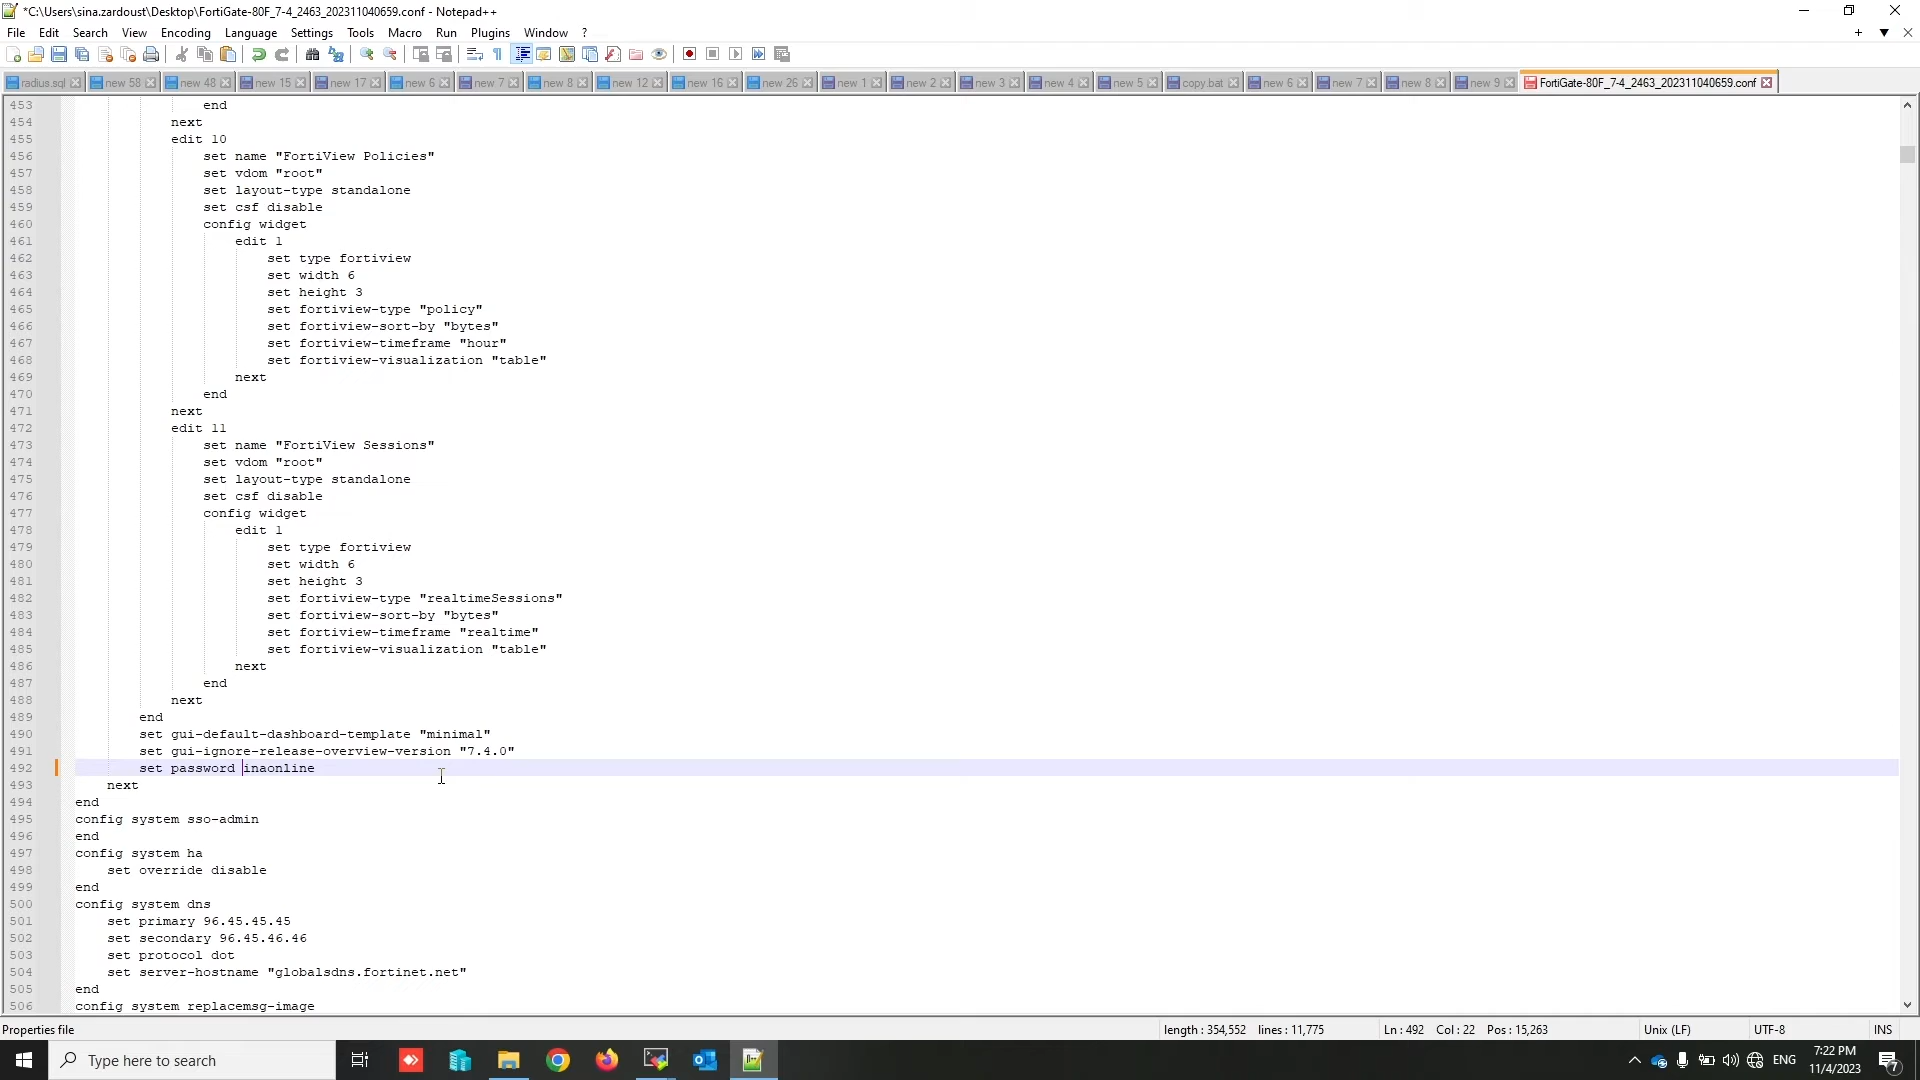 *C:\Users\sina.zardoust\Desktop\FortiGate-80F_7-4_2463_202311040659.conf - Notepad++
File Edit Search View Encoding Language Settings Tools Macro Run Plugins Window ?
radius.sql new 58 new 48 new 15 new 17 new 6 new 7 new 8 new 12 new 16 new 26 new 1 new 2 new 3 new 4 new 5 copy.bat new 6 new 7 new 8 new 9 FortiGate-80F_7-4_2463_202311040659.conf
453 end
454 next
455 edit 10
456 set name "FortiView Policies"
457 set vdom "root"
458 set layout-type standalone
459 set csf disable
460 config widget
461 edit 1
462 set type fortiview
463 set width 6
464 set height 3
465 set fortiview-type "policy"
466 set fortiview-sort-by "bytes"
467 set fortiview-timeframe "hour"
468 set fortiview-visualization "table"
469 next
470 end
471 next
472 edit 11
473 set name "FortiView Sessions"
474 set vdom "root"
475 set layout-type standalone
476 set csf disable
477 config widget
478 edit 1
479 set type fortiview
480 set width 6
481 set height 3
482 set fortiview-type "realtimeSessions"
483 set fortiview-sort-by "bytes"
484 set fortiview-timeframe "realtime"
485 set fortiview-visualization "table"
486 next
487 end
488 next
489 end
490 set gui-default-dashboard-template "minimal"
491 set gui-ignore-release-overview-version "7.4.0"
492 set password inaonline
493 next
494 end
495 config system sso-admin
496 end
497 config system ha
498 set override disable
499 end
500 config system dns
501 set primary 96.45.45.45
502 set secondary 96.45.46.46
503 set protocol dot
504 set server-hostname "globalsdns.fortinet.net"
505 end
506 config system replacemsg-image
Properties file length : 354,552 lines : 11,775 Ln : 492 Col : 22 Pos : 15,263 Unix (LF) UTF-8 INS
Type here to search ENG 7:22 PM
11/4/2023 7